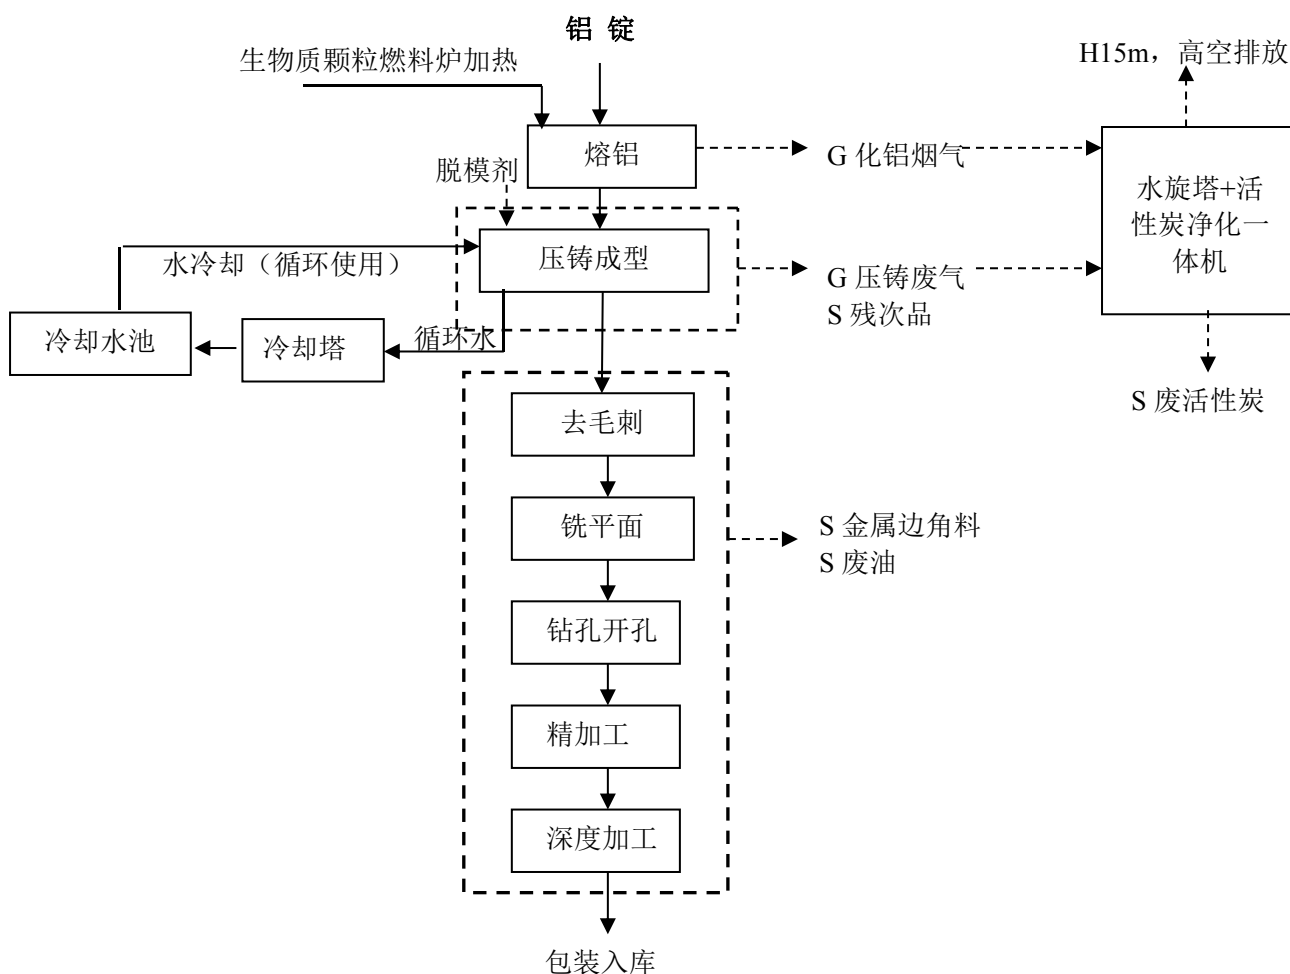 铝 锭
生物质颗粒燃料炉加热
H15m，高空排放
熔铝
G 化铝烟气
脱模剂
水旋塔+活
性炭净化一
体机
压铸成型
水冷却（循环使用）
G 压铸废气
S 残次品
冷却水池
冷却塔
循环水
S 废活性炭
去毛刺
铣平面
S 金属边角料
S 废油
钻孔开孔
精加工
深度加工
包装入库